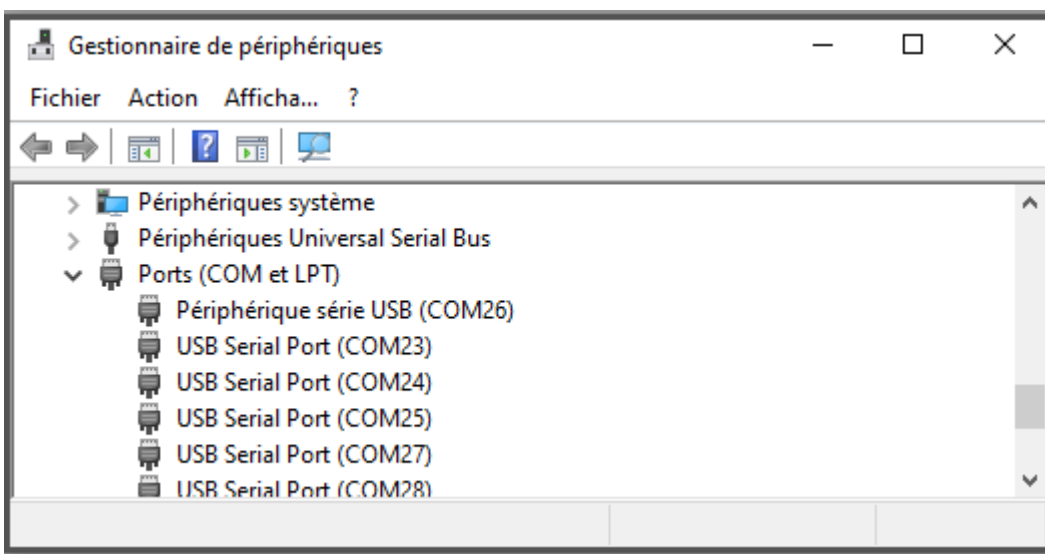 Gestionnaire de périphériques
Fichier Action Afficha... ?
Périphériques système
Périphériques Universal Serial Bus
Ports (COM et LPT)
Périphérique série USB (COM26)
USB Serial Port (COM23)
USB Serial Port (COM24)
USB Serial Port (COM25)
USB Serial Port (COM27)
USB Serial Port (COM28)